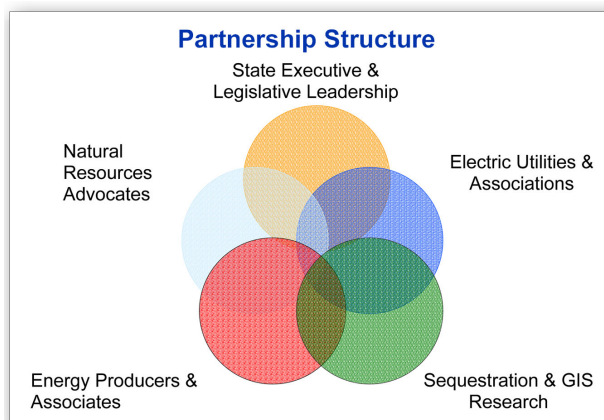 Partnership Structure
State Executive &
Legislative Leadership
Natural
Resources
Advocates
Electric Utilities &
Associations
Energy Producers &
Associates
Sequestration & GIS
Research